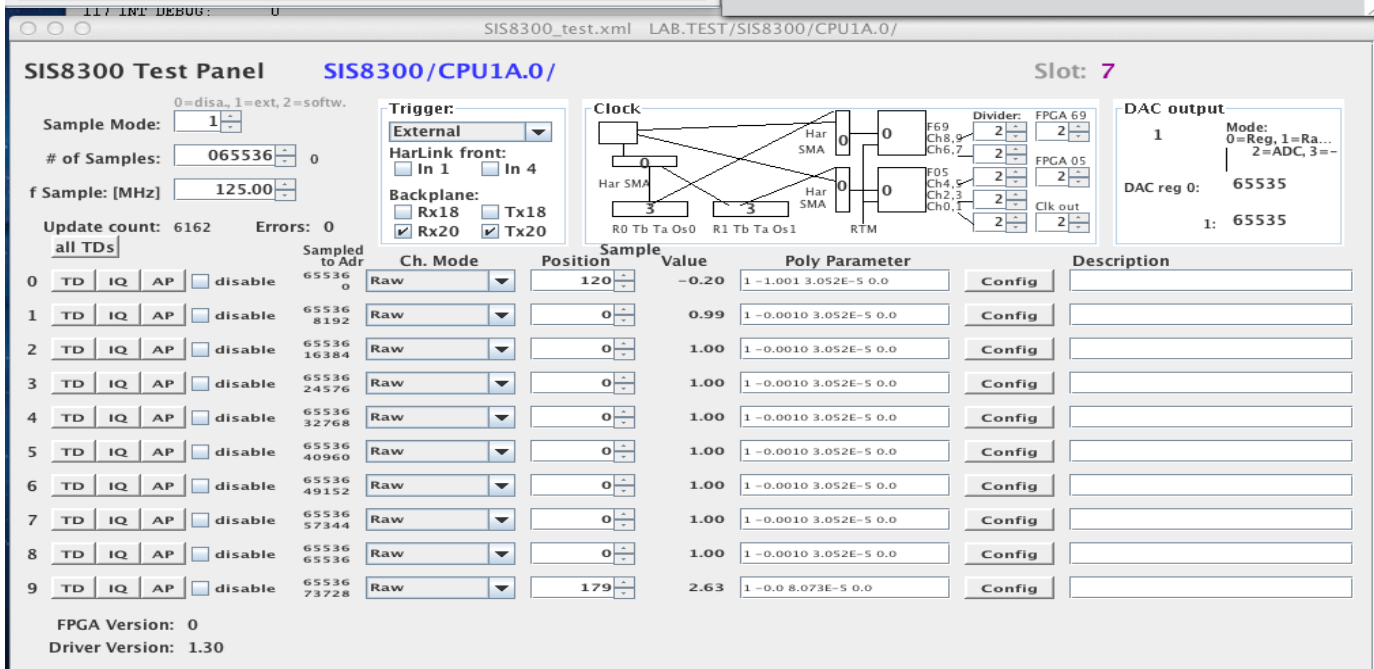 117 INT DEBUG: 0
SIS8300_test.xml LAB.TEST/SIS8300/CPU1A.0/
SIS8300 Test Panel SIS8300/CPU1A.0/ Slot: 7
0=disa., 1=ext, 2=softw.
Sample Mode: 1
# of Samples: 065536 0
f Sample: [MHz] 125.00
Update count: 6162 Errors: 0
Trigger:
External
HarLink front:
In 1 In 4
Backplane:
Rx18 Tx18
Rx20 Tx20
Clock
0
Har SMA
3 3
R0 Tb Ta Os0 R1 Tb Ta Os1 RTM
Har SMA 0 0
Har SMA 0 0
F69
Ch8,9
Ch6,7
F05
Ch4,5
Ch2,3
Ch0,1
Divider: FPGA 69
2 2
2
FPGA 05
2 2
2
Clk out
2 2
DAC output
1
Mode:
0=Reg, 1=Ra...
2=ADC, 3=-
DAC reg 0: 65535
1: 65535
all TDs
Sampled to Adr Ch. Mode Sample Position Value Poly Parameter Description
0 TD IQ AP disable 65536 0 Raw 120 -0.20 1 -1.001 3.052E-5 0.0 Config
1 TD IQ AP disable 65536 8192 Raw 0 0.99 1 -0.0010 3.052E-5 0.0 Config
2 TD IQ AP disable 65536 16384 Raw 0 1.00 1 -0.0010 3.052E-5 0.0 Config
3 TD IQ AP disable 65536 24576 Raw 0 1.00 1 -0.0010 3.052E-5 0.0 Config
4 TD IQ AP disable 65536 32768 Raw 0 1.00 1 -0.0010 3.052E-5 0.0 Config
5 TD IQ AP disable 65536 40960 Raw 0 1.00 1 -0.0010 3.052E-5 0.0 Config
6 TD IQ AP disable 65536 49152 Raw 0 1.00 1 -0.0010 3.052E-5 0.0 Config
7 TD IQ AP disable 65536 57344 Raw 0 1.00 1 -0.0010 3.052E-5 0.0 Config
8 TD IQ AP disable 65536 65536 Raw 0 1.00 1 -0.0010 3.052E-5 0.0 Config
9 TD IQ AP disable 65536 73728 Raw 179 2.63 1 -0.0 8.073E-5 0.0 Config
FPGA Version: 0
Driver Version: 1.30